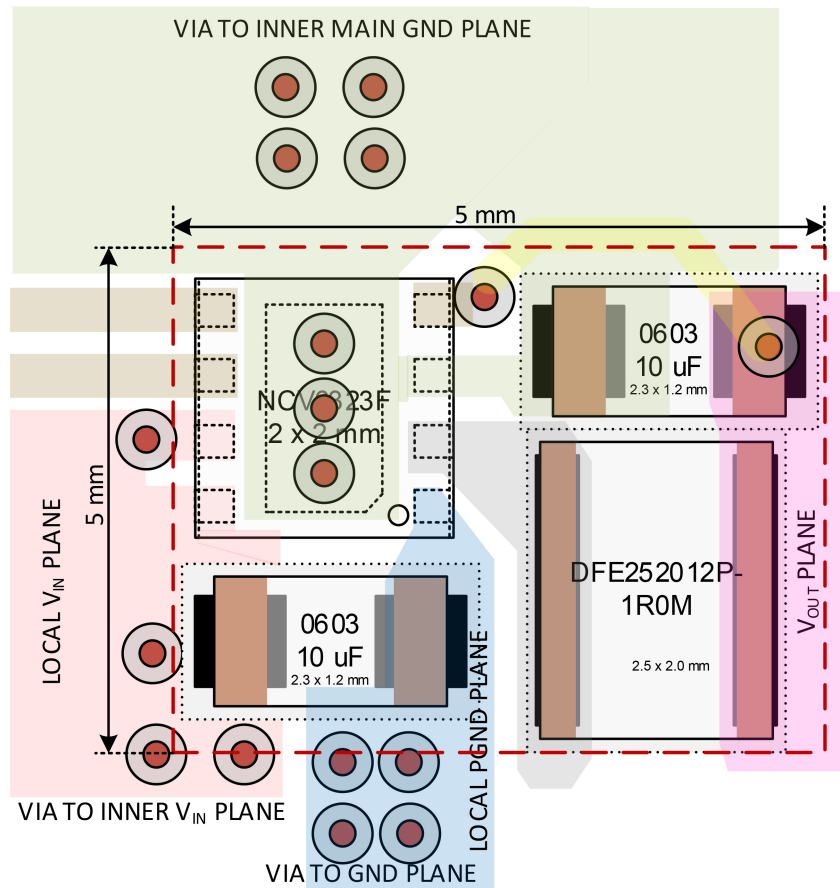 VIA TO INNER MAIN GND PLANE
5 mm
0603
10 uF
2.3 x 1.2 mm
2 x 2 mm
5 mm
LOCAL VIN PLANE
DFE252012P-
1R0M
2.5 x 2.0 mm
VOUT PLANE
0603
10 uF
2.3 x 1.2 mm
LOCAL PGND PLANE
VIA TO INNER VIN PLANE
VIA TO GND PLANE